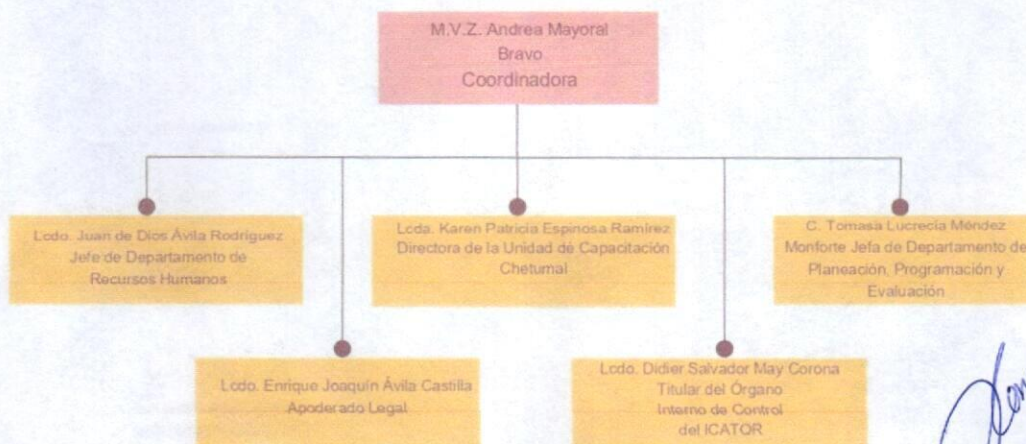 M.V.Z. Andrea Mayoral
Bravo
Coordinadora
Lcdo. Juan de Dios Ávila Rodríguez
Jefe de Departamento de
Recursos Humanos
Lcda. Karen Patricia Espinosa Ramírez
Directora de la Unidad de Capacitación
Chetumal
C. Tomasa Lucrecia Méndez
Monforte Jefa de Departamento de
Planeación, Programación y
Evaluación
Lcdo. Enrique Joaquín Ávila Castilla
Apoderado Legal
Lcdo. Didier Salvador May Corona
Titular del Órgano
Interno de Control
del ICATQR